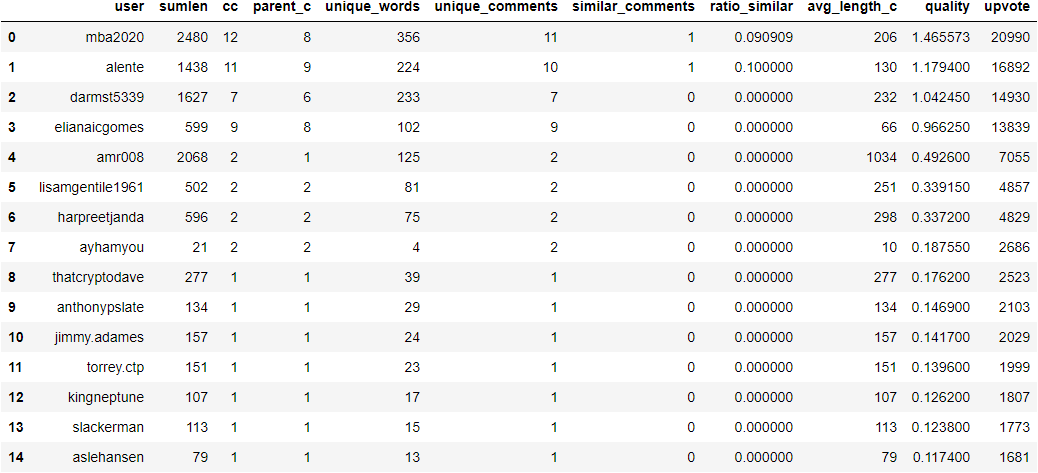 user sumlen cc parent_c unique_words unique_comments similar_comments ratio_similar avg_length_c quality upvote
0 mba2020 2480 12 8 356 11 1 0.090909 206 1.465573 20990
1 alente 1438 11 9 224 10 1 0.100000 130 1.179400 16892
2 darmst5339 1627 7 6 233 7 0 0.000000 232 1.042450 14930
3 elianaicgomes 599 9 8 102 9 0 0.000000 66 0.966250 13839
4 amr008 2068 2 1 125 2 0 0.000000 1034 0.492600 7055
5 lisamgentile1961 502 2 2 81 2 0 0.000000 251 0.339150 4857
6 harpreetjanda 596 2 2 75 2 0 0.000000 298 0.337200 4829
7 ayhamyou 21 2 2 4 2 0 0.000000 10 0.187550 2686
8 thatcryptodave 277 1 1 39 1 0 0.000000 277 0.176200 2523
9 anthonypslate 134 1 1 29 1 0 0.000000 134 0.146900 2103
10 jimmy.adames 157 1 1 24 1 0 0.000000 157 0.141700 2029
11 torrey.ctp 151 1 1 23 1 0 0.000000 151 0.139600 1999
12 kingneptune 107 1 1 17 1 0 0.000000 107 0.126200 1807
13 slackerman 113 1 1 15 1 0 0.000000 113 0.123800 1773
14 aslehansen 79 1 1 13 1 0 0.000000 79 0.117400 1681